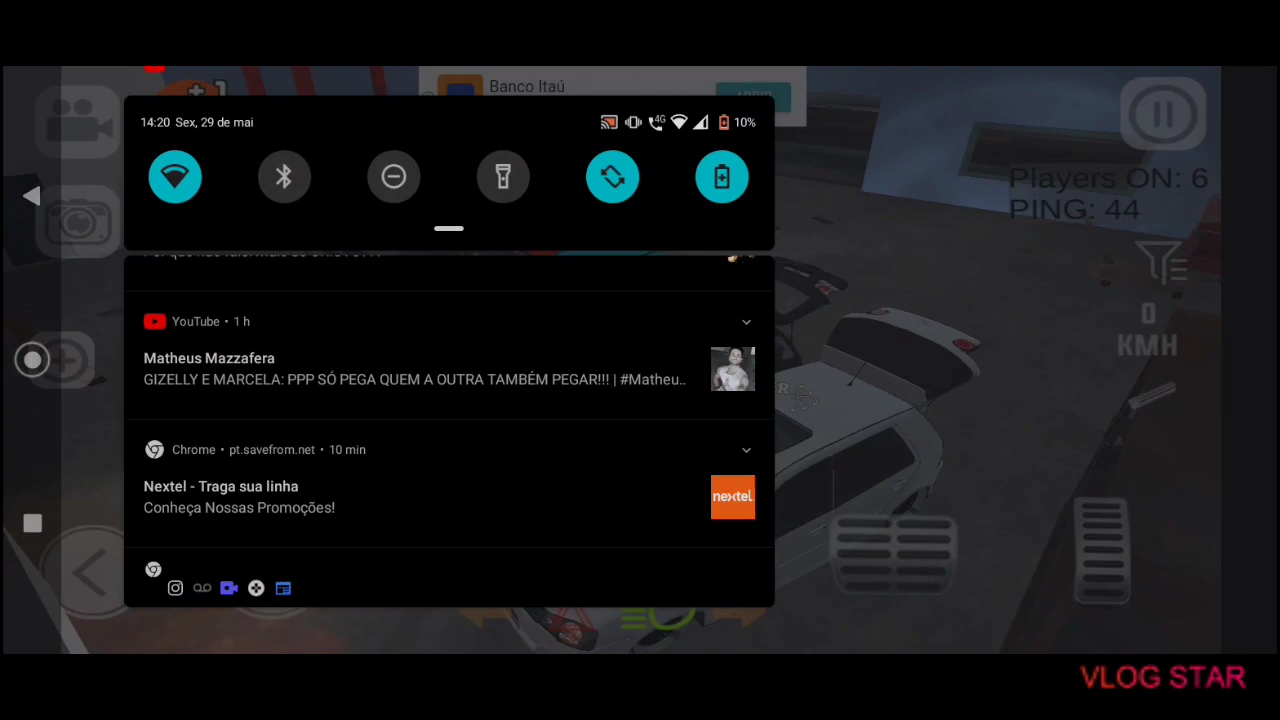 Banco Itaú
14:20 Sex, 29 de mai
4G
10%
Players ON: 6
PING: 44
YouTube • 1 h
Matheus Mazzafera
GIZELLY E MARCELA: PPP SÓ PEGA QUEM A OUTRA TAMBÉM PEGAR!!! | #Matheu..
0
KMH
Chrome • pt.savefrom.net • 10 min
Nextel - Traga sua linha
Conheça Nossas Promoções!
nextel
VLOG STAR